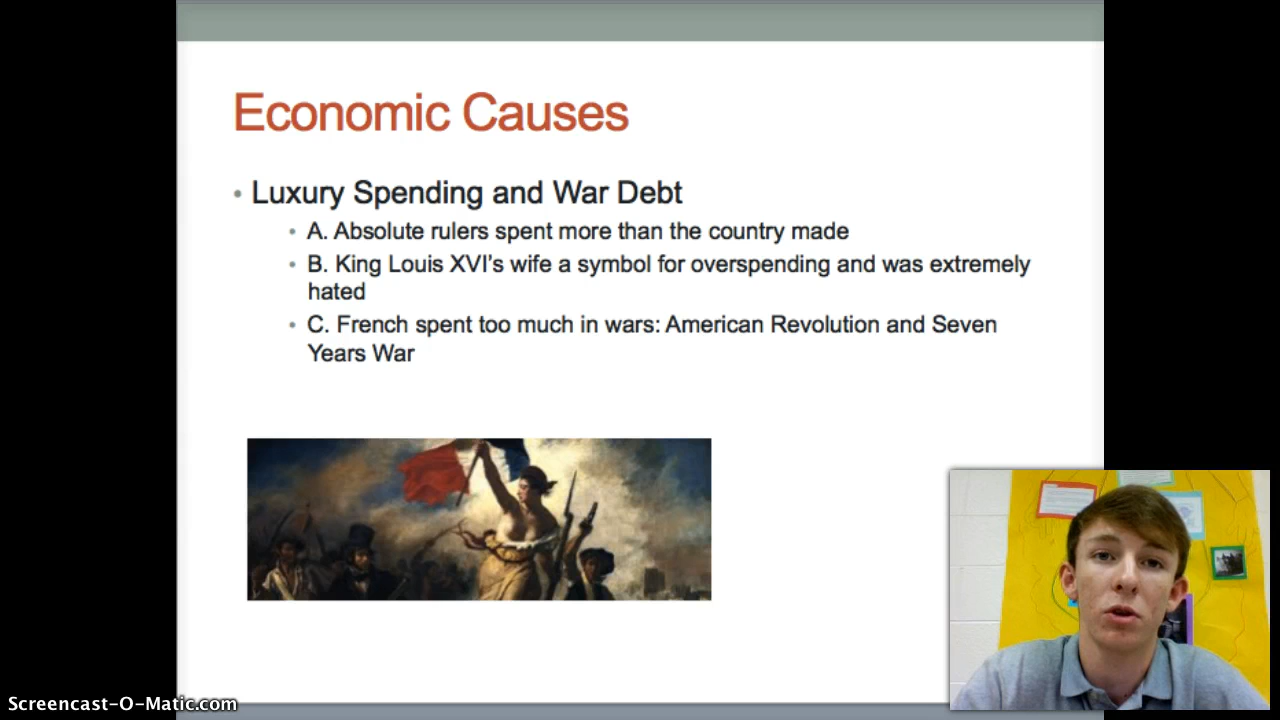 Economic Causes
• Luxury Spending and War Debt
• A. Absolute rulers spent more than the country made
• B. King Louis XVI's wife a symbol for overspending and was extremely
hated
• C. French spent too much in wars: American Revolution and Seven
Years War
Screencast-O-Matic.com